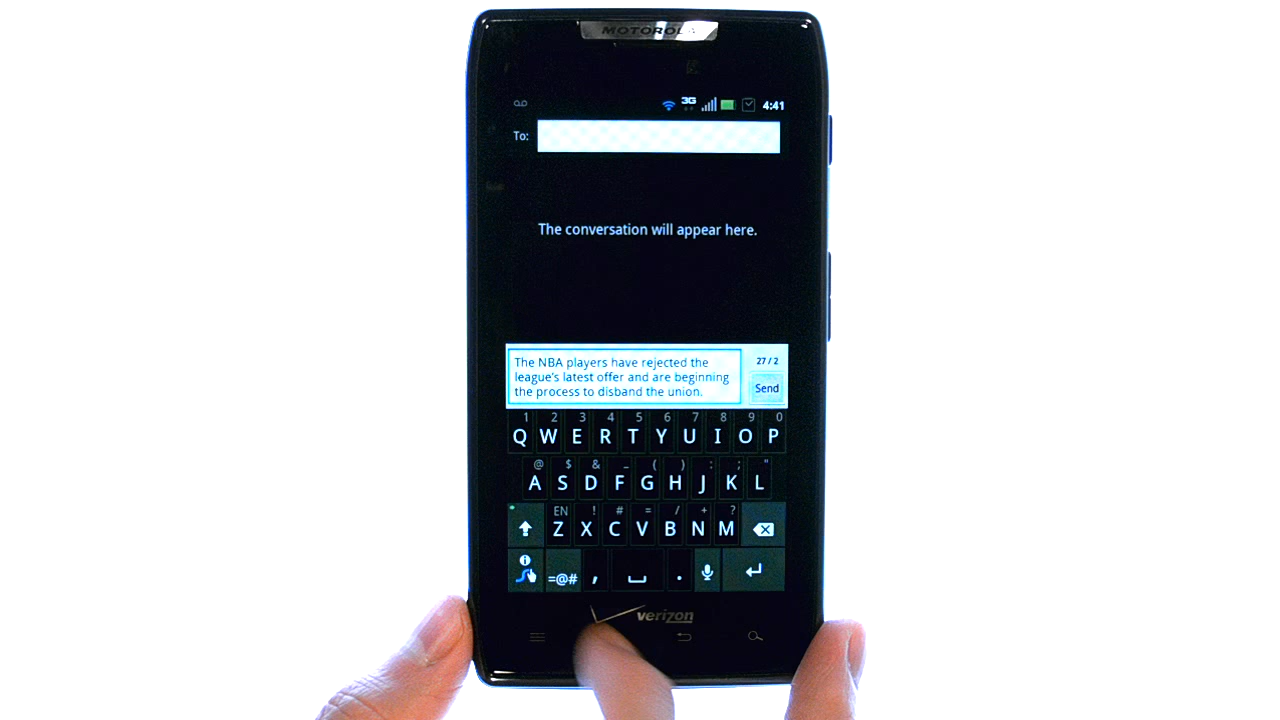 MOTOROLA
3G
4:41
To:
The conversation will appear here.
The NBA players have rejected the
league's latest offer and are beginning
the process to disband the union.
27 / 2
Send
1 2 3 4 5 6 7 8 9 0
Q W E R T Y U I O P
@ $ & _ ( ) : ; "
A S D F G H J K L
EN ! # = / + ?
Z X C V B N M
=@# , .
verizon